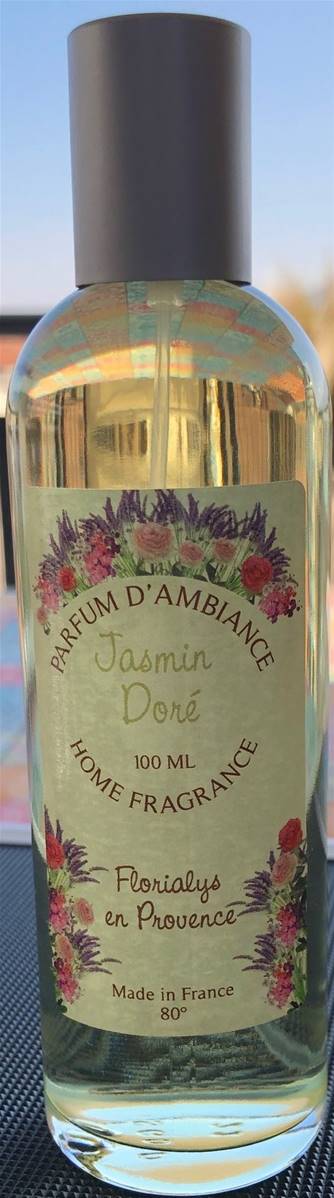 PARFUM D'AMBIANCE
Jasmin
Doré
100 ML
HOME FRAGRANCE
Florialys
en Provence
Made in France
80°